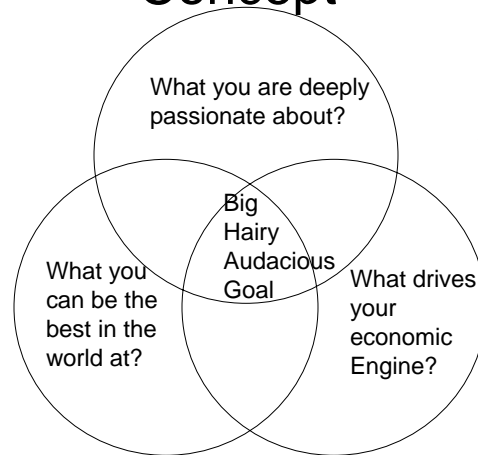 Concept
What you are deeply
passionate about?
Big
Hairy
Audacious
Goal
What you
can be the
best in the
world at?
What drives
your
economic
Engine?